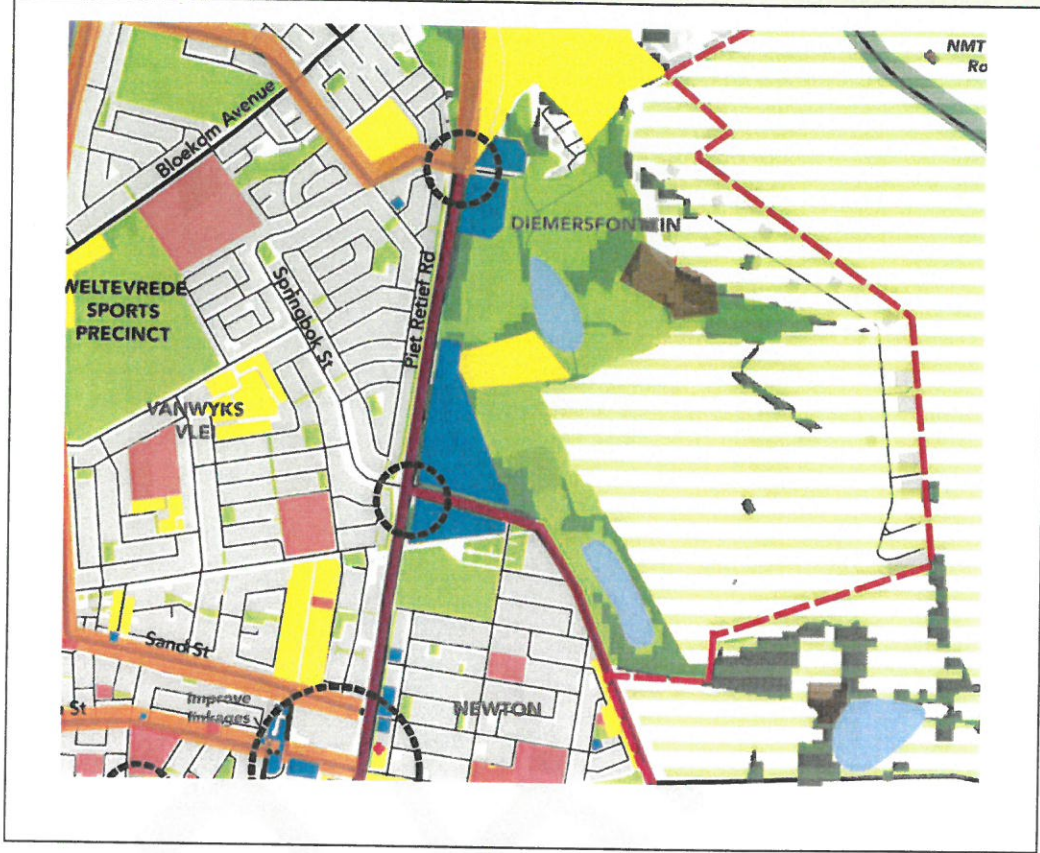 NMT
Ro
Bloekom Avenue
DIEMERSFONTEIN
WELTEVREDE
SPORTS
PRECINCT
Springbok St
Piet Retief Rd
VANWYKS
VLEI
Sand St
Improve
linkages
St
NEWTON